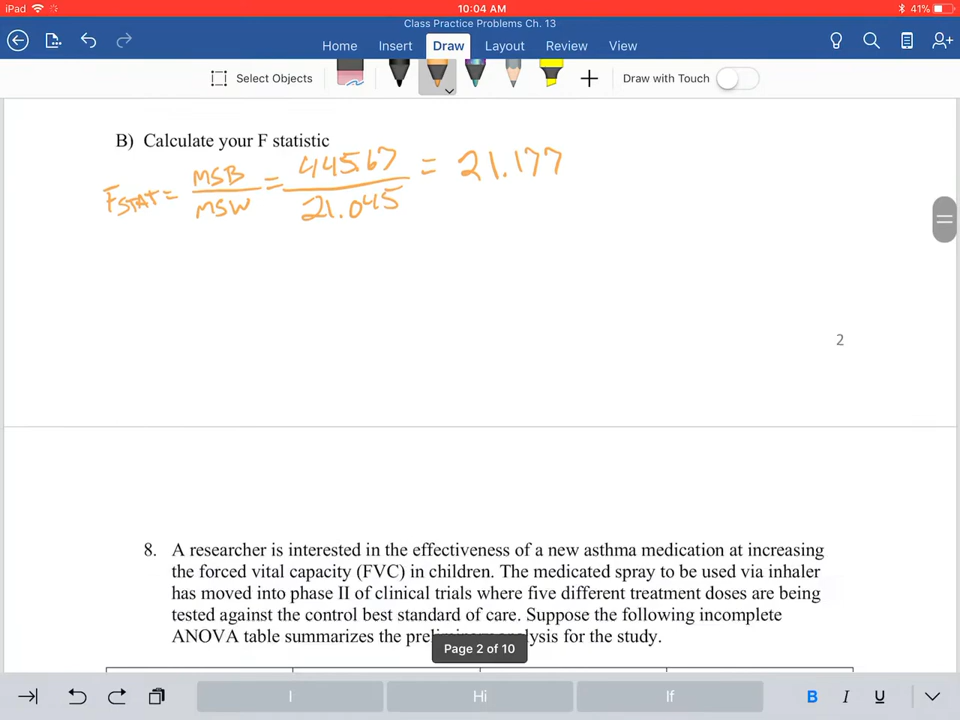 iPad 10:04 AM 41%
Class Practice Problems Ch. 13
Home Insert Draw Layout Review View
Select Objects Draw with Touch
B) Calculate your F statistic
FSTAT = MSB / MSW = 445.67 / 21.045 = 21.177
2
8. A researcher is interested in the effectiveness of a new asthma medication at increasing
the forced vital capacity (FVC) in children. The medicated spray to be used via inhaler
has moved into phase II of clinical trials where five different treatment doses are being
tested against the control best standard of care. Suppose the following incomplete
ANOVA table summarizes the preliminary analysis for the study.
Page 2 of 10
I Hi If B I U